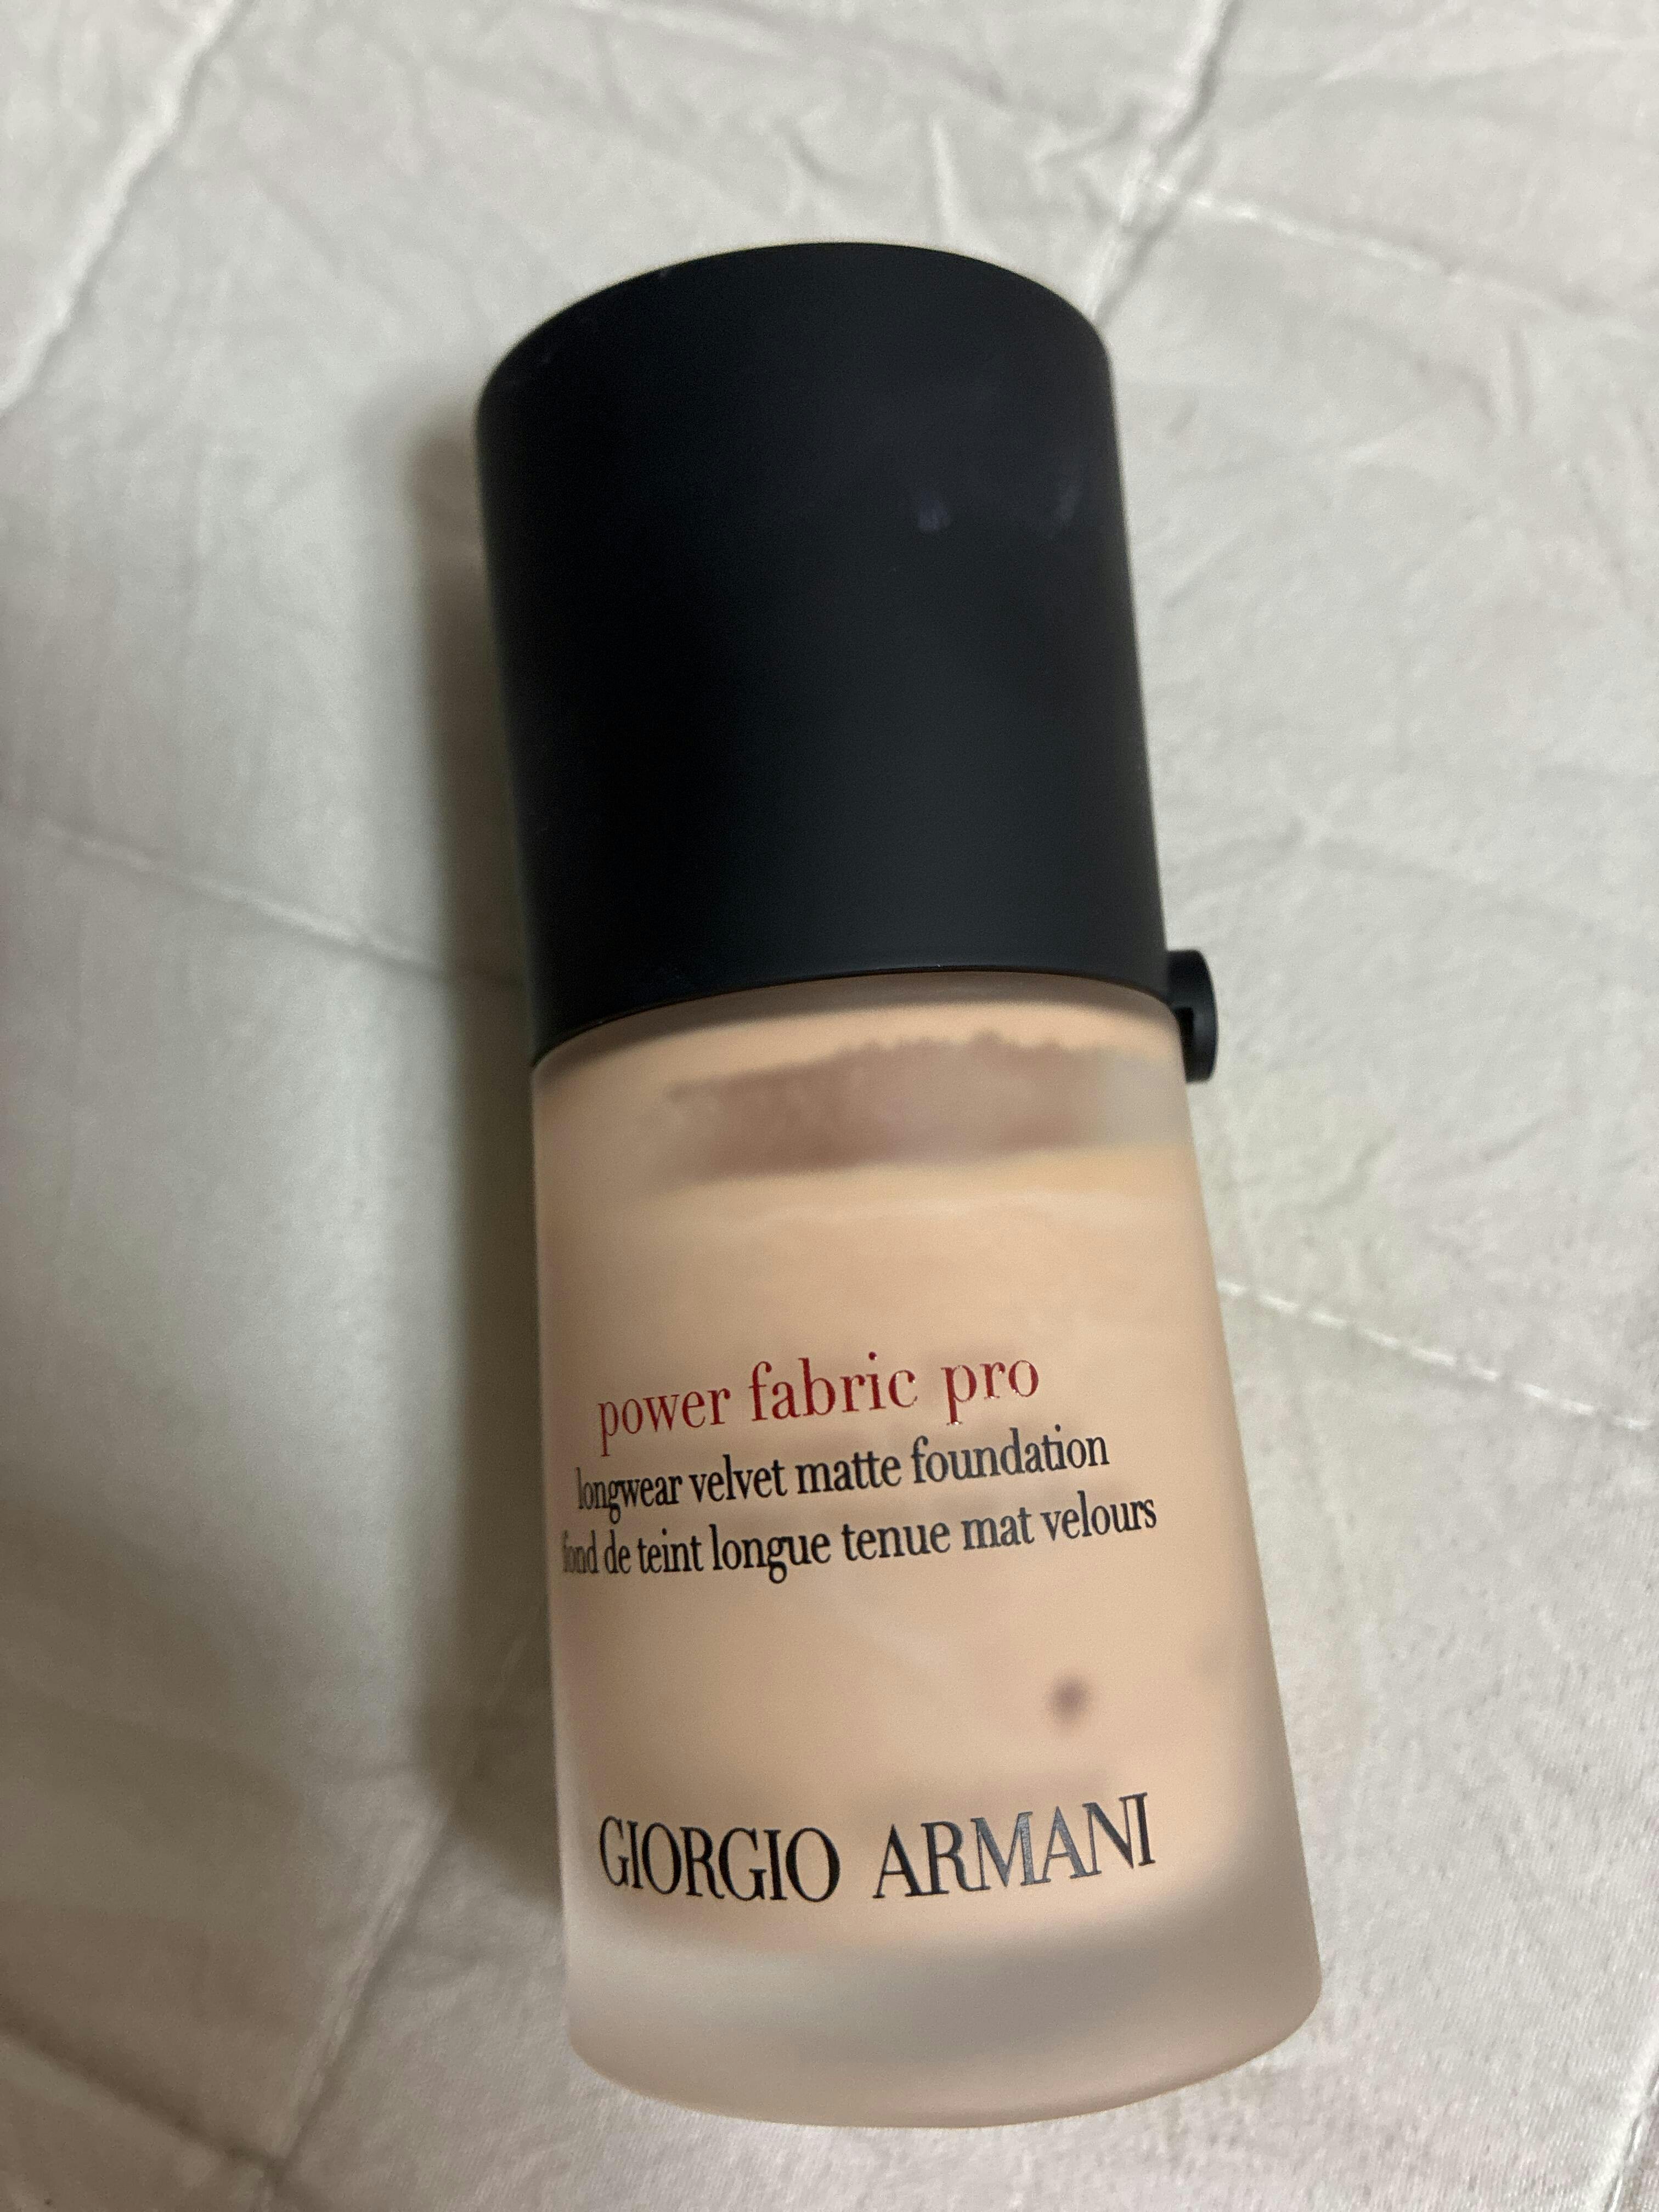 power fabric pro
longwear velvet matte foundation
fond de teint longue tenue mat velours
GIORGIO ARMANI